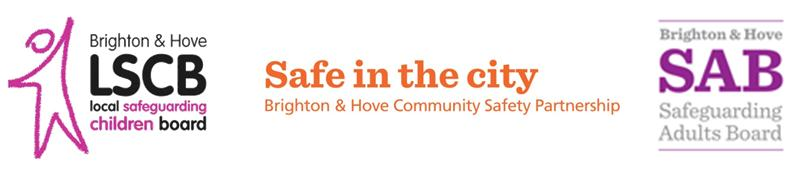 Brighton & Hove
LSCB
local safeguarding
children board
Safe in the city
Brighton & Hove Community Safety Partnership
Brighton & Hove
SAB
Safeguarding
Adults Board